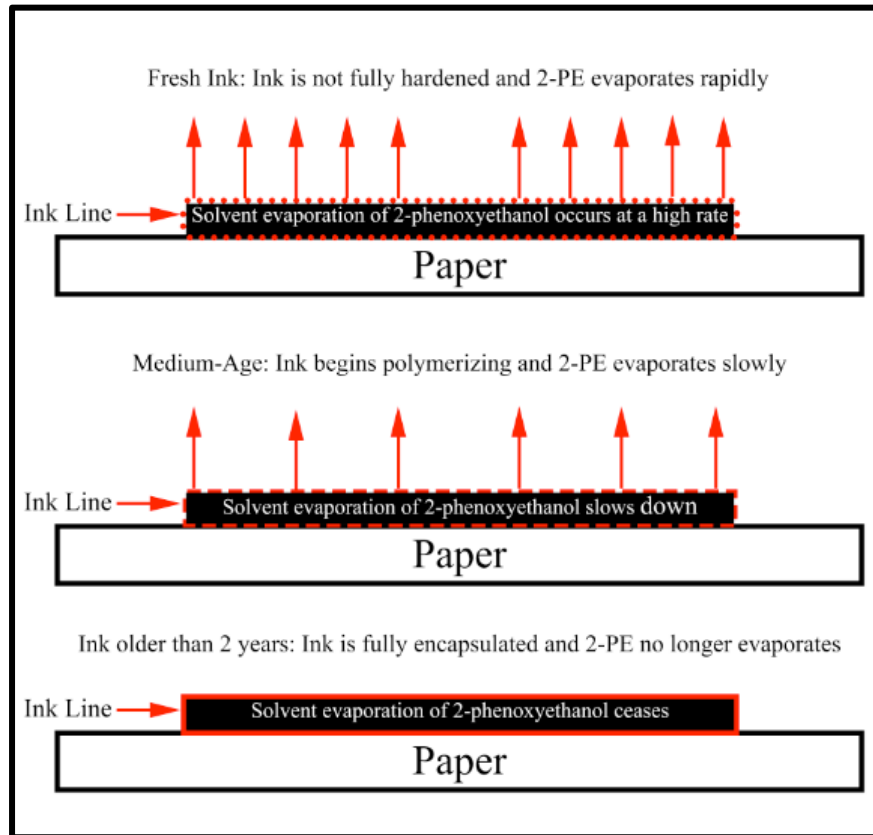 Fresh Ink: Ink is not fully hardened and 2-PE evaporates rapidly
Ink Line
Solvent evaporation of 2-phenoxyethanol occurs at a high rate
Paper
Medium-Age: Ink begins polymerizing and 2-PE evaporates slowly
Ink Line
Solvent evaporation of 2-phenoxyethanol slows down
Paper
Ink older than 2 years: Ink is fully encapsulated and 2-PE no longer evaporates
Ink Line
Solvent evaporation of 2-phenoxyethanol ceases
Paper